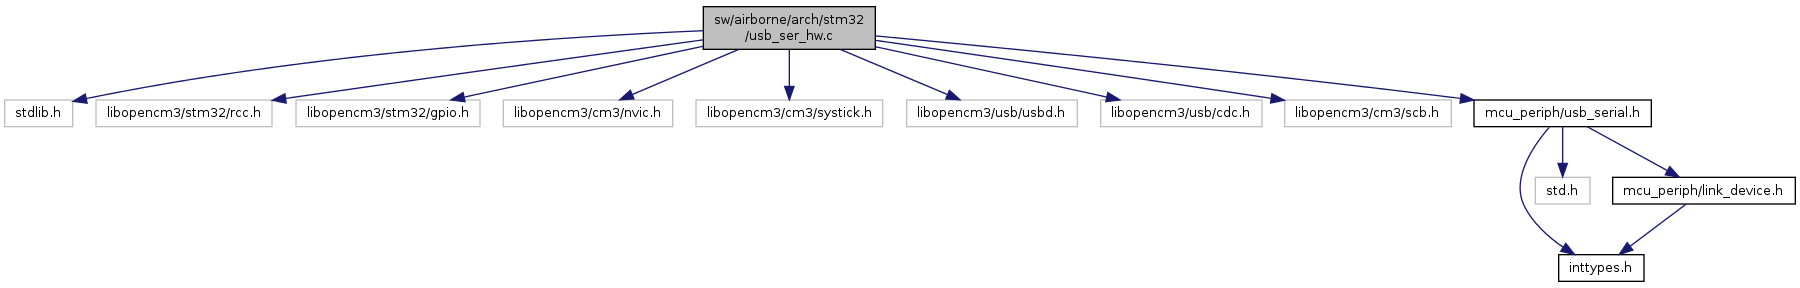 sw/airborne/arch/stm32
/usb_ser_hw.c
stdlib.h
libopencm3/stm32/rcc.h
libopencm3/stm32/gpio.h
libopencm3/cm3/nvic.h
libopencm3/cm3/systick.h
libopencm3/usb/usbd.h
libopencm3/usb/cdc.h
libopencm3/cm3/scb.h
mcu_periph/usb_serial.h
std.h
mcu_periph/link_device.h
inttypes.h